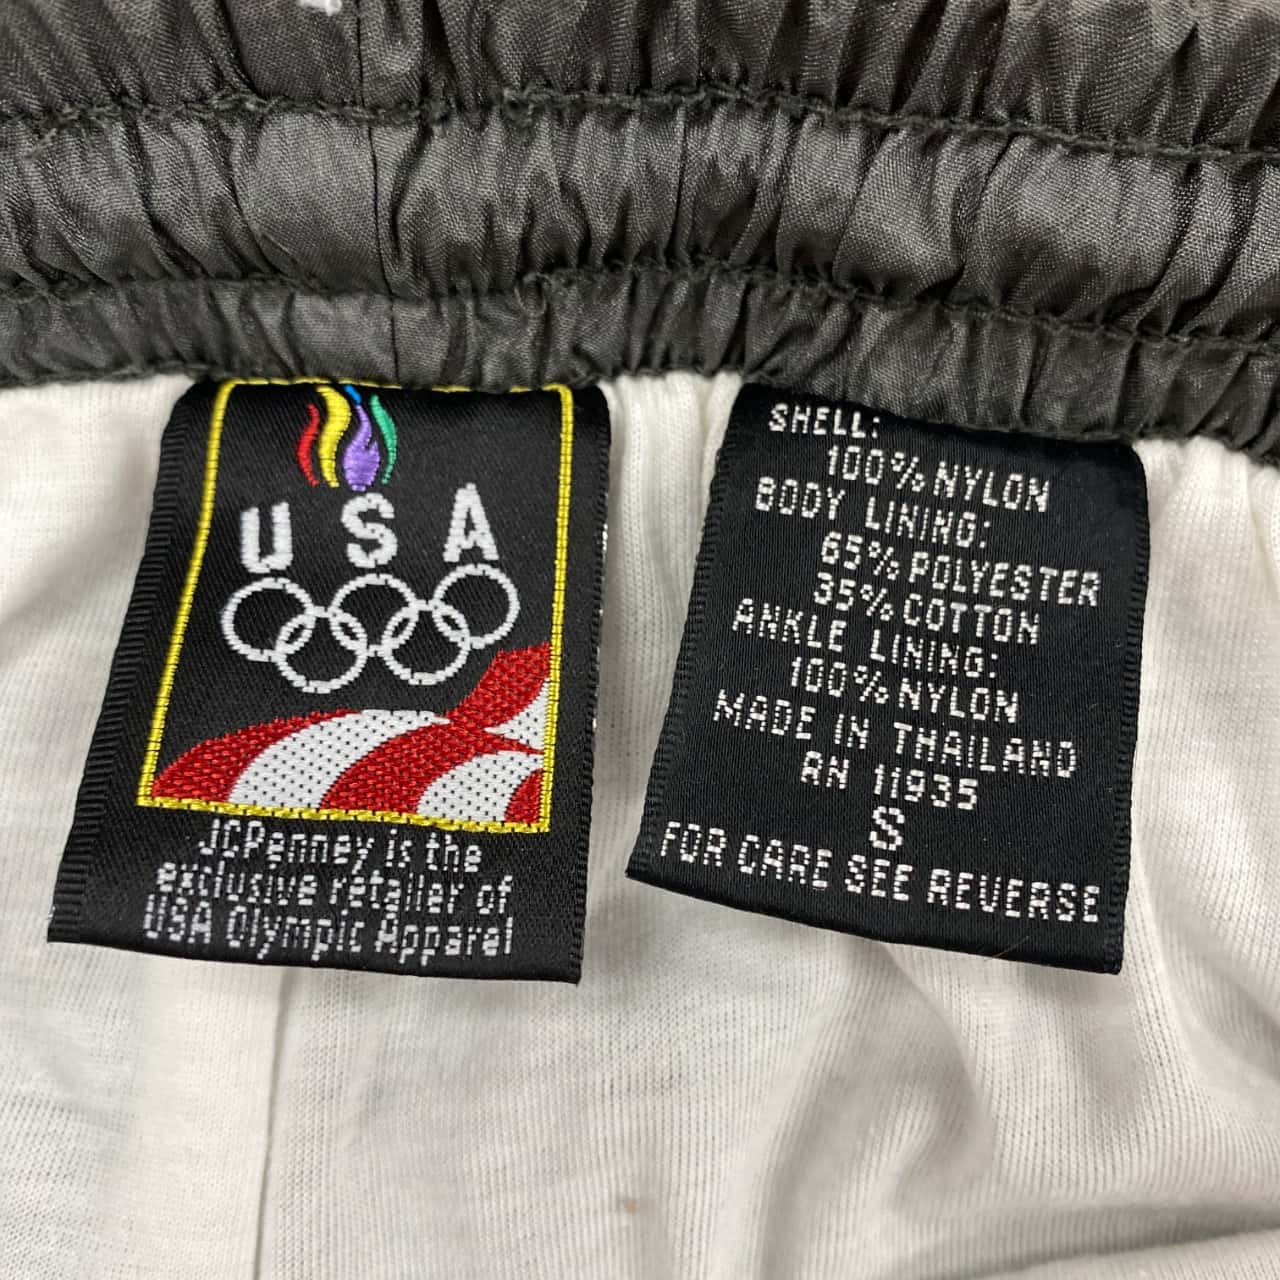 USA
JCPenney is the
exclusive retailer of
USA Olympic Apparel
SHELL:
100% NYLON
BODY LINING:
65% POLYESTER
35% COTTON
ANKLE LINING:
100% NYLON
MADE IN THAILAND
RN 11935
S
FOR CARE SEE REVERSE